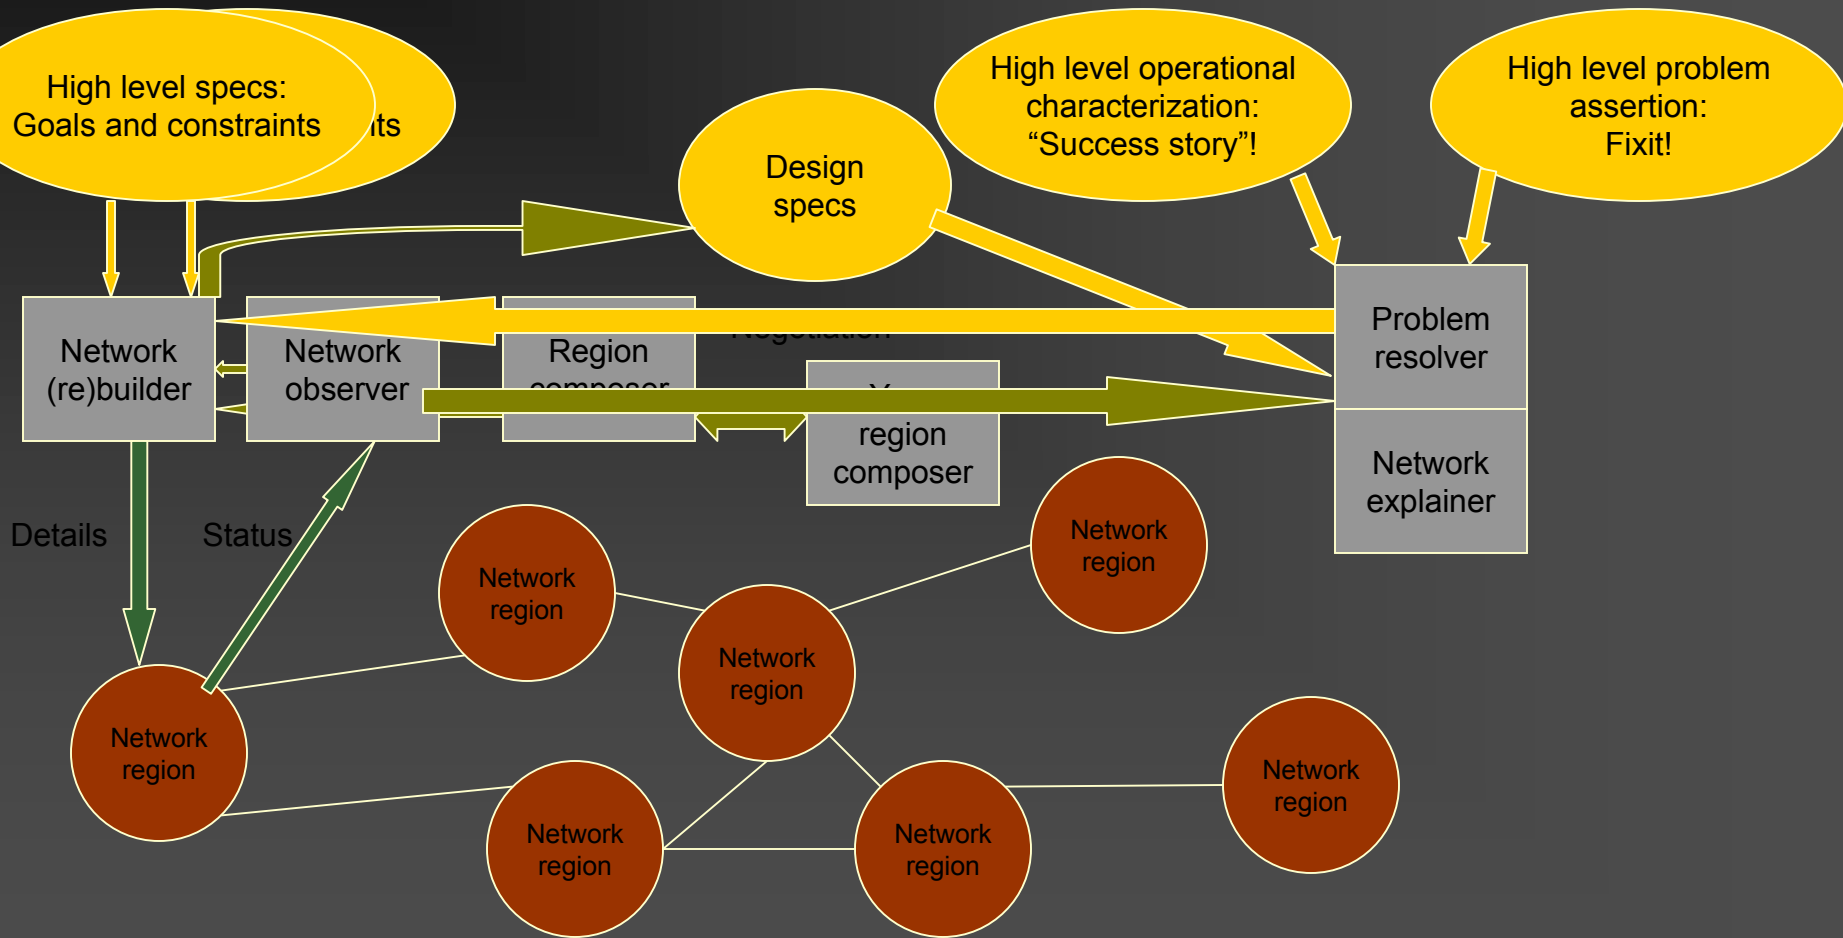 High level specs:
Goals and constraints
its
Design
specs
High level operational
characterization:
“Success story”!
High level problem
assertion:
Fixit!
Network
(re)builder
Network
observer
Region
composer
Negotiation
region
composer
Problem
resolver
Network
explainer
Details
Status
Network
region
Network
region
Network
region
Network
region
Network
region
Network
region
Network
region
Network
region